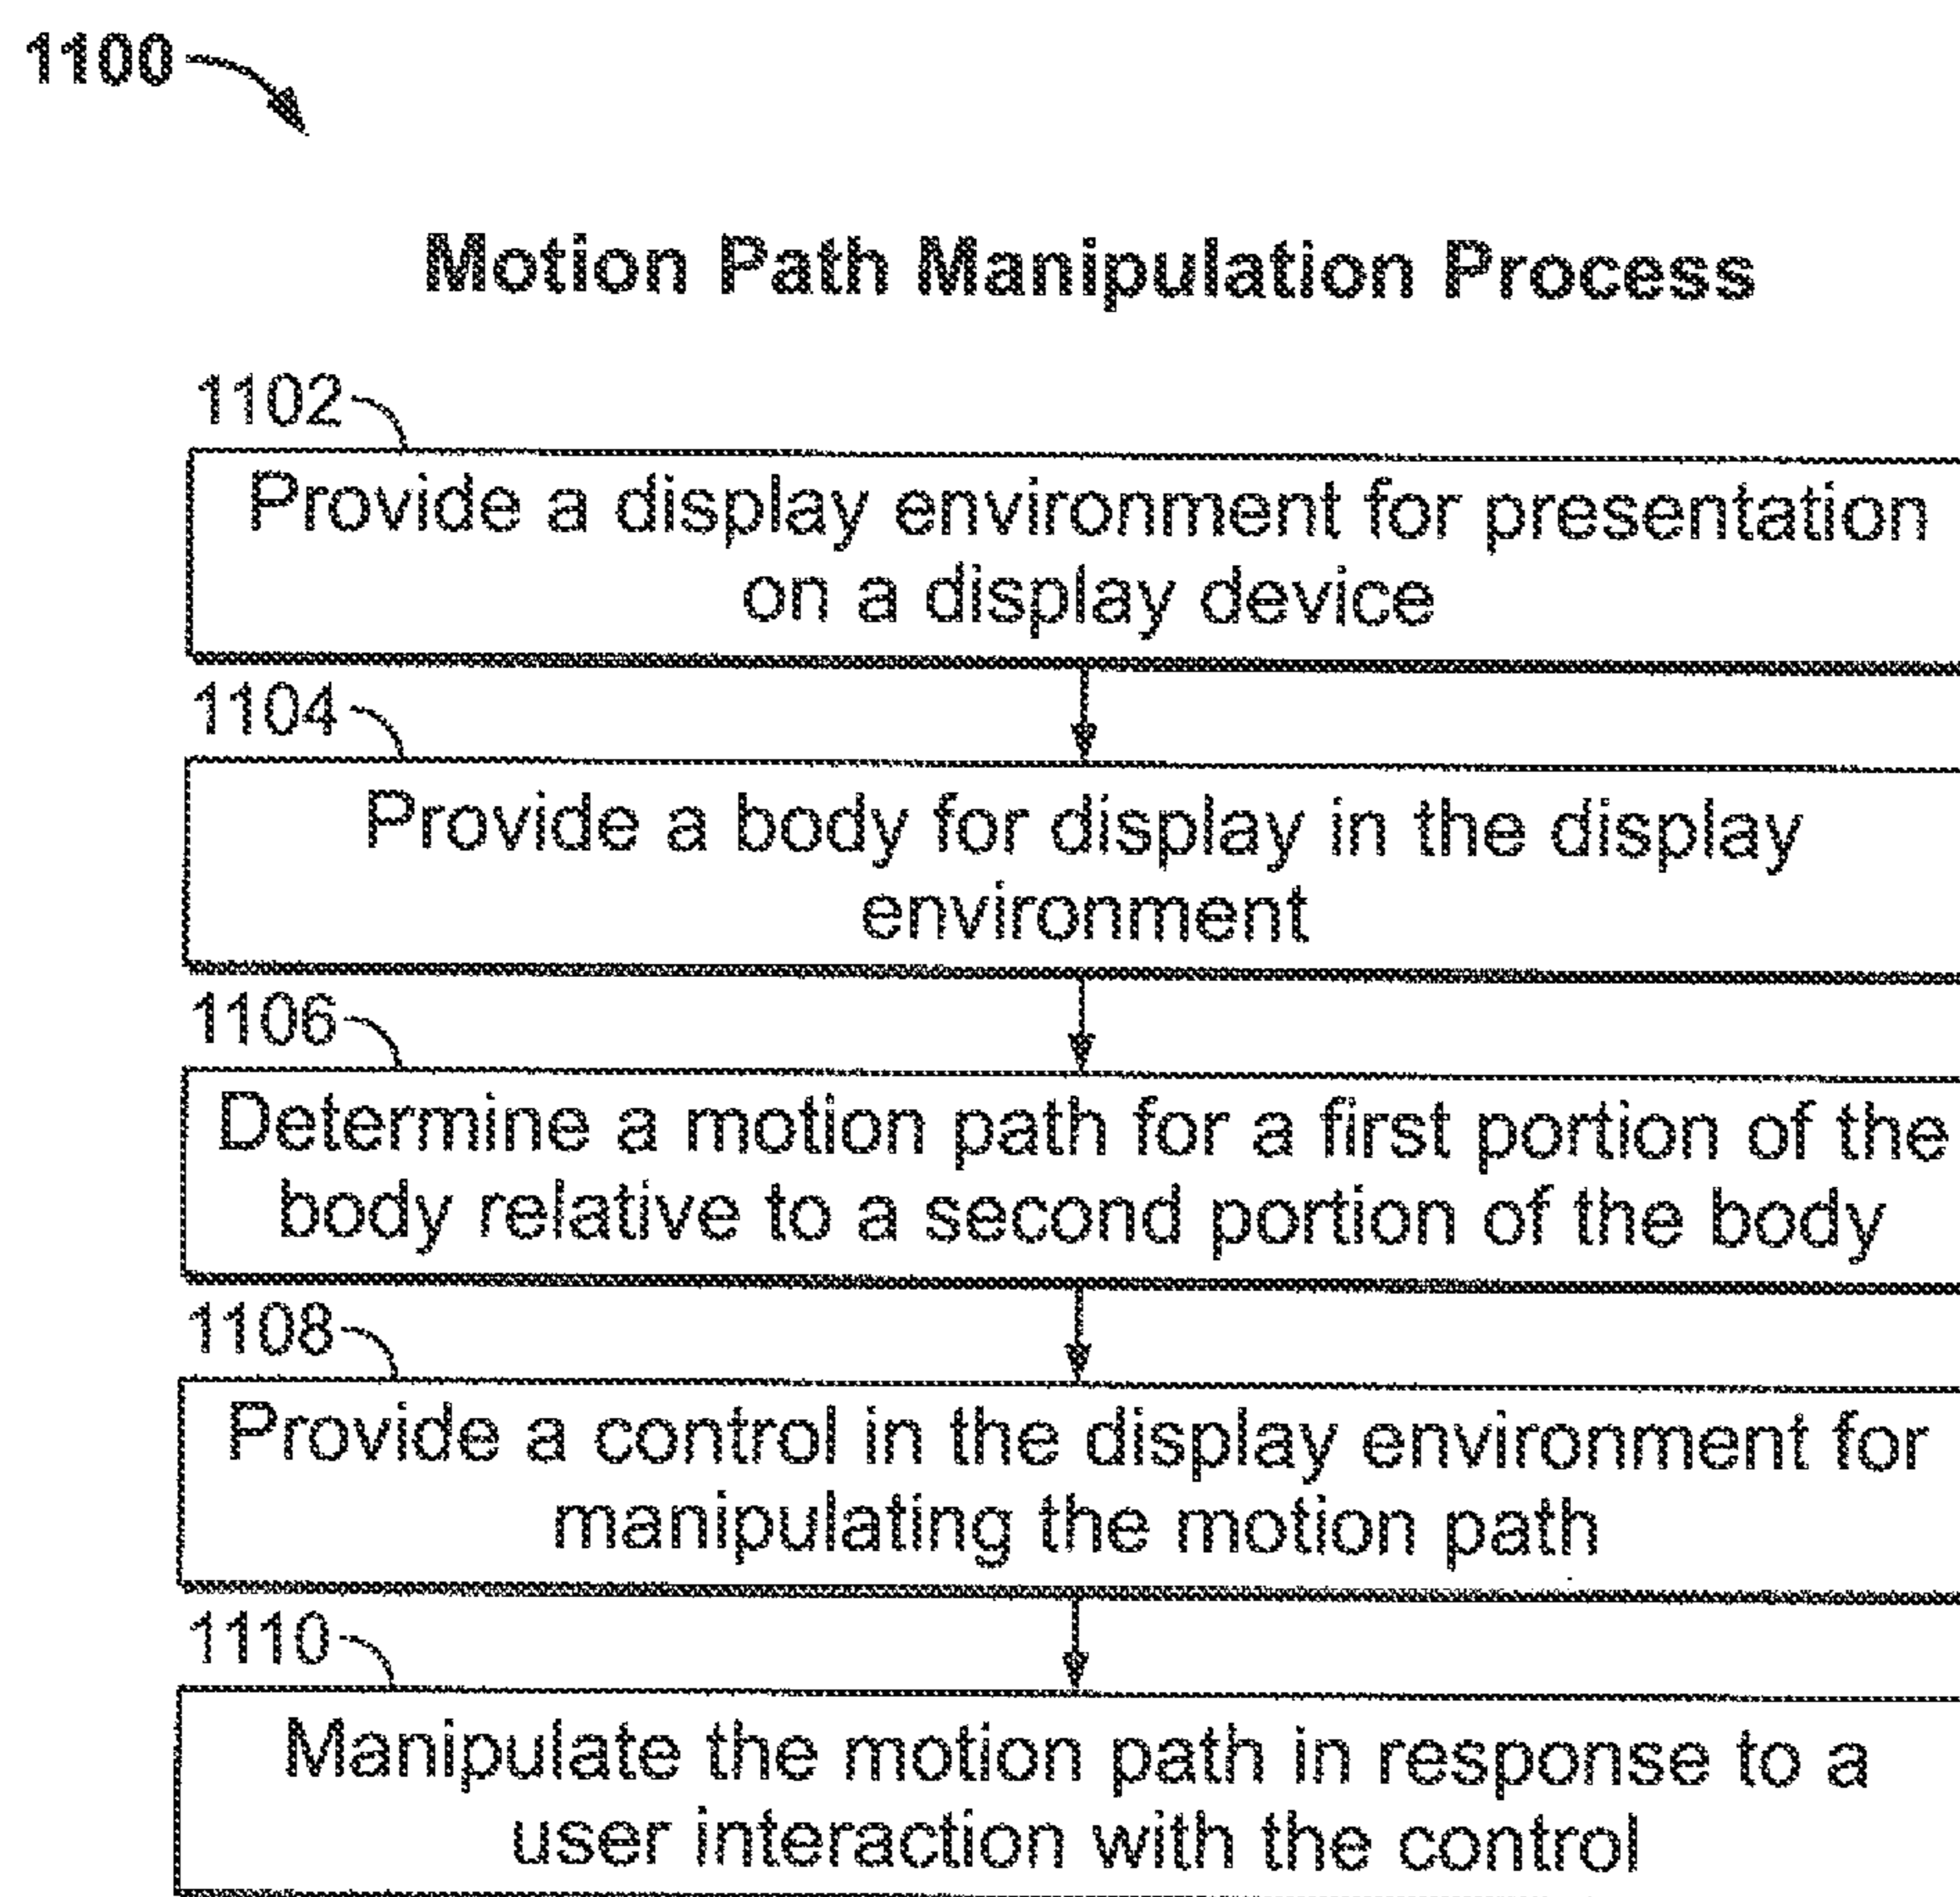 1100
Motion Path Manipulation Process
1102
Provide a display environment for presentation
on a display device
1104
Provide a body for display in the display
environment
1106
Determine a motion path for a first portion of the
body relative to a second portion of the body
1108
Provide a control in the display environment for
manipulating the motion path
1110
Manipulate the motion path in response to a
user interaction with the control